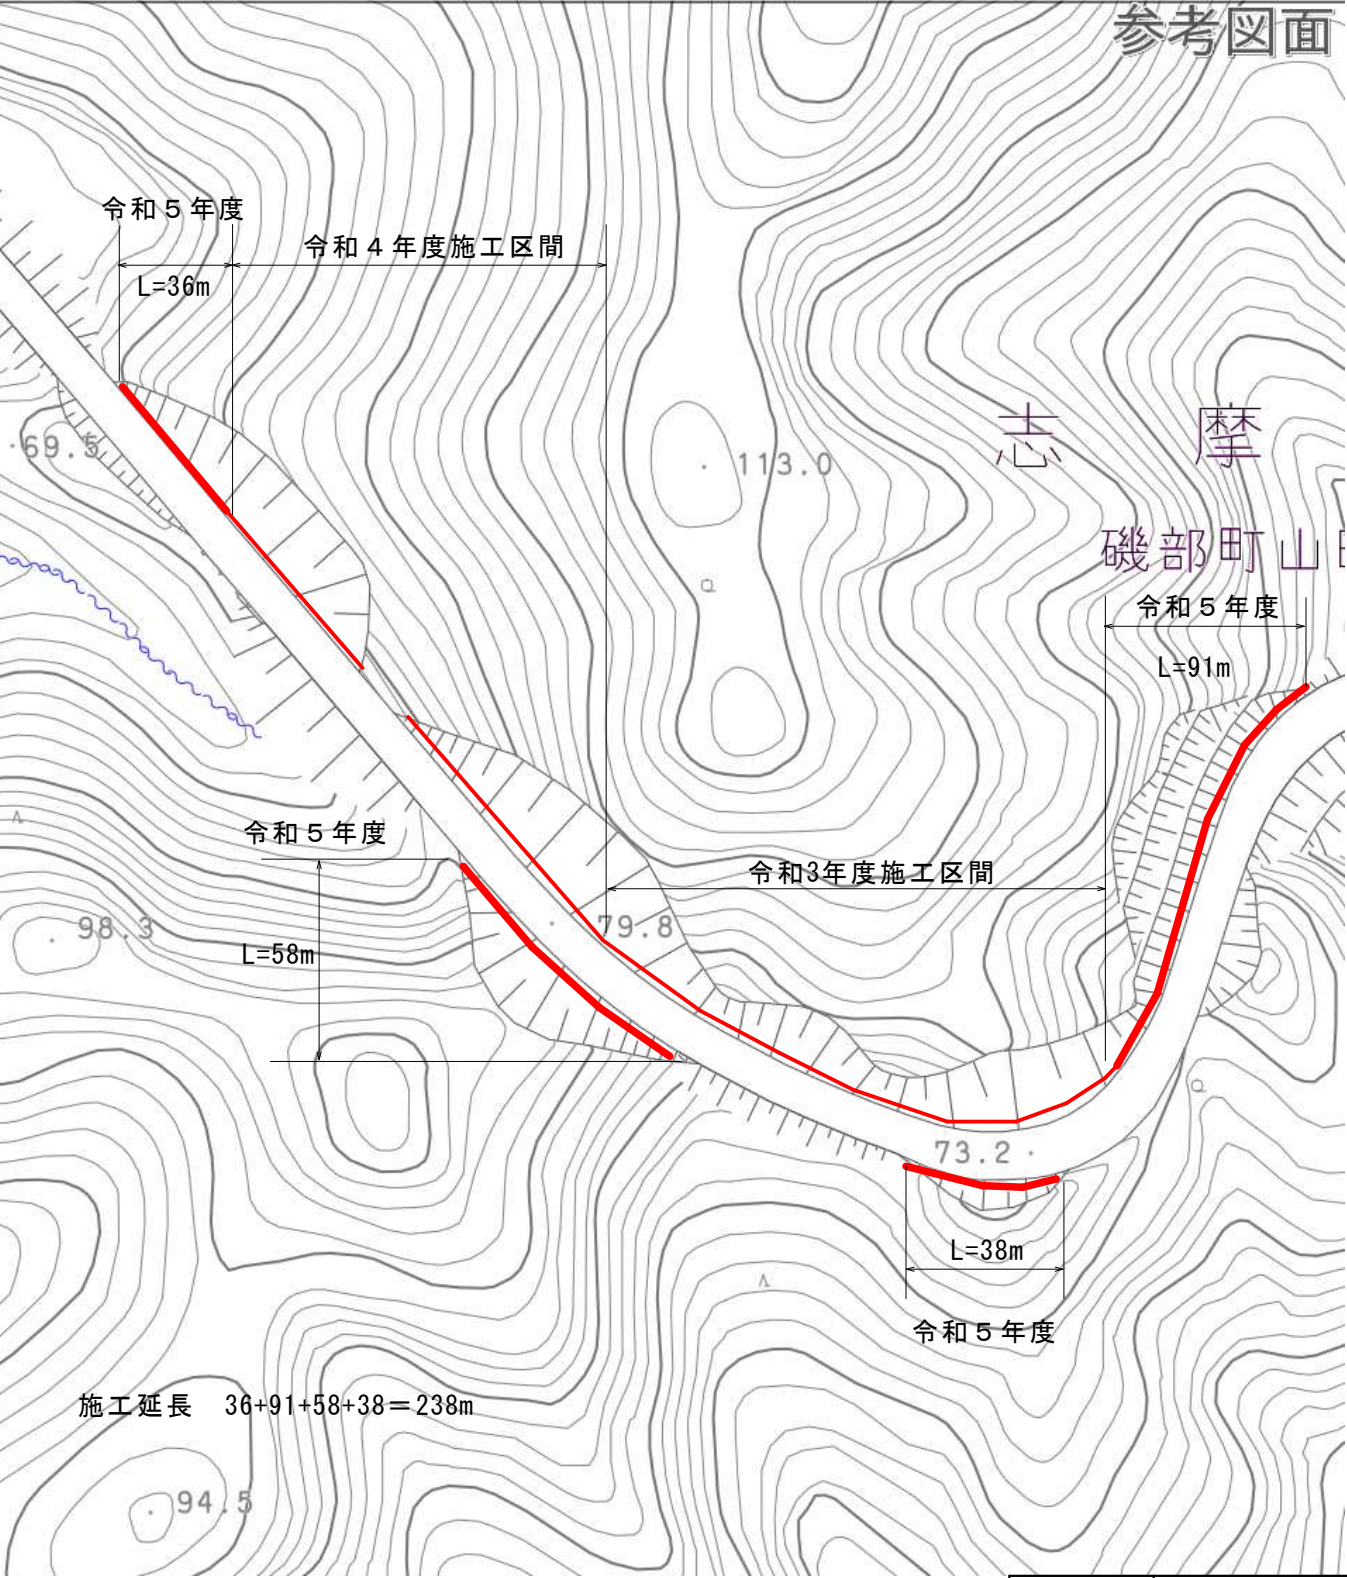 参考図面
令和５年度
令和４年度施工区間
L=36m
志摩
69.5
113.0
磯部町山
令和５年度
L=91m
令和５年度
令和3年度施工区間
98.3
79.8
L=58m
73.2
L=38m
令和５年度
施工延長　36+91+58+38＝238m
94.5